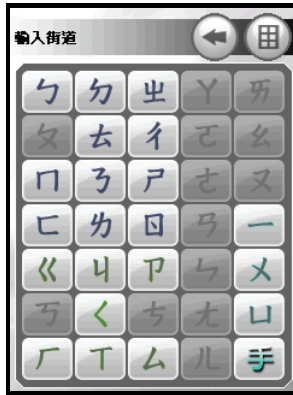 輸入街道
ㄅ ㄉ ㄓ ㄚ ㄞ
ㄆ ㄊ ㄔ ㄛ ㄠ
ㄇ ㄋ ㄕ ㄜ ㄡ
ㄈ ㄌ ㄖ ㄢ ㄧ
ㄍ ㄐ ㄗ ㄣ ㄨ
ㄎ ㄑ ㄘ ㄤ ㄩ
ㄏ ㄒ ㄙ ㄦ 手